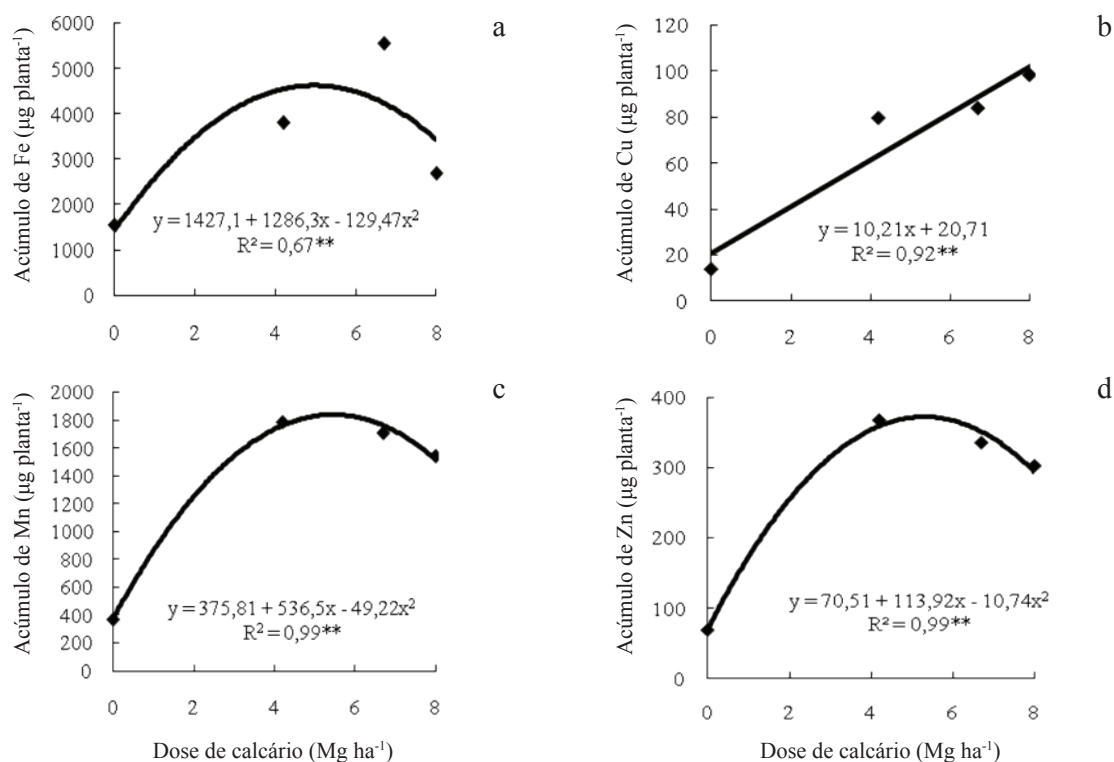 a
Acúmulo de Fe (µg planta⁻¹)
6000
5000
4000
3000
2000
1000
0
y = 1427,1 + 1286,3x - 129,47x²
R² = 0,67**
0 2 4 6 8
b
Acúmulo de Cu (µg planta⁻¹)
120
100
80
60
40
20
0
y = 10,21x + 20,71
R² = 0,92**
0 2 4 6 8
c
Acúmulo de Mn (µg planta⁻¹)
2000
1800
1600
1400
1200
1000
800
600
400
200
0
y = 375,81 + 536,5x - 49,22x²
R² = 0,99**
0 2 4 6 8
Dose de calcário (Mg ha⁻¹)
d
Acúmulo de Zn (µg planta⁻¹)
400
300
200
100
0
y = 70,51 + 113,92x - 10,74x²
R² = 0,99**
0 2 4 6 8
Dose de calcário (Mg ha⁻¹)